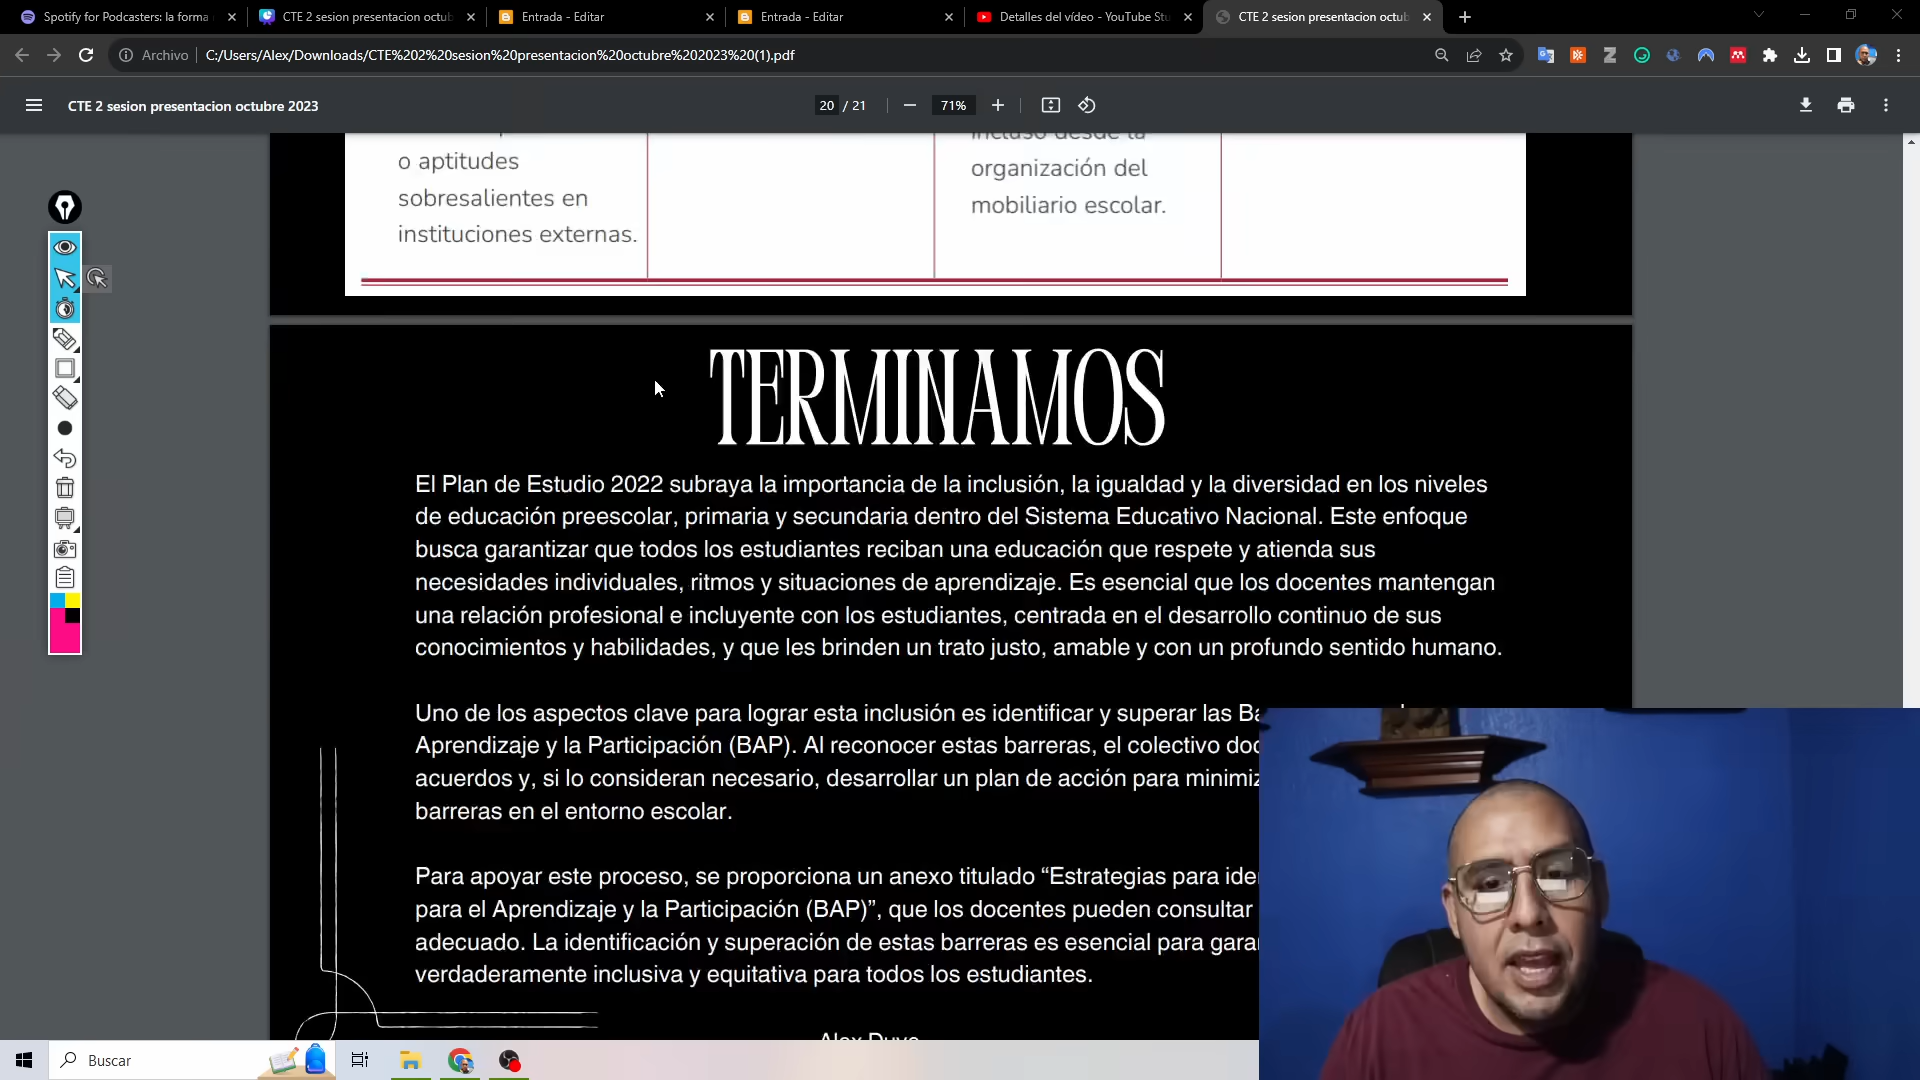 Spotify for Podcasters: la forma
CTE 2 sesion presentacion octub
Entrada - Editar
Entrada - Editar
Detalles del vídeo - YouTube Stu
CTE 2 sesion presentacion octub
Archivo
C:/Users/Alex/Downloads/CTE%202%20sesion%20presentacion%20octubre%202023%20(1).pdf
CTE 2 sesion presentacion octubre 2023
20 / 21
71%
o aptitudes
sobresalientes en
instituciones externas.
incluso desde la
organización del
mobiliario escolar.
TERMINAMOS
El Plan de Estudio 2022 subraya la importancia de la inclusión, la igualdad y la diversidad en los niveles
de educación preescolar, primaria y secundaria dentro del Sistema Educativo Nacional. Este enfoque
busca garantizar que todos los estudiantes reciban una educación que respete y atienda sus
necesidades individuales, ritmos y situaciones de aprendizaje. Es esencial que los docentes mantengan
una relación profesional e incluyente con los estudiantes, centrada en el desarrollo continuo de sus
conocimientos y habilidades, y que les brinden un trato justo, amable y con un profundo sentido humano.
Uno de los aspectos clave para lograr esta inclusión es identificar y superar las Ba
Aprendizaje y la Participación (BAP). Al reconocer estas barreras, el colectivo doc
acuerdos y, si lo consideran necesario, desarrollar un plan de acción para minimiz
barreras en el entorno escolar.
Para apoyar este proceso, se proporciona un anexo titulado “Estrategias para iden
para el Aprendizaje y la Participación (BAP)”, que los docentes pueden consultar
adecuado. La identificación y superación de estas barreras es esencial para garan
verdaderamente inclusiva y equitativa para todos los estudiantes.
Buscar